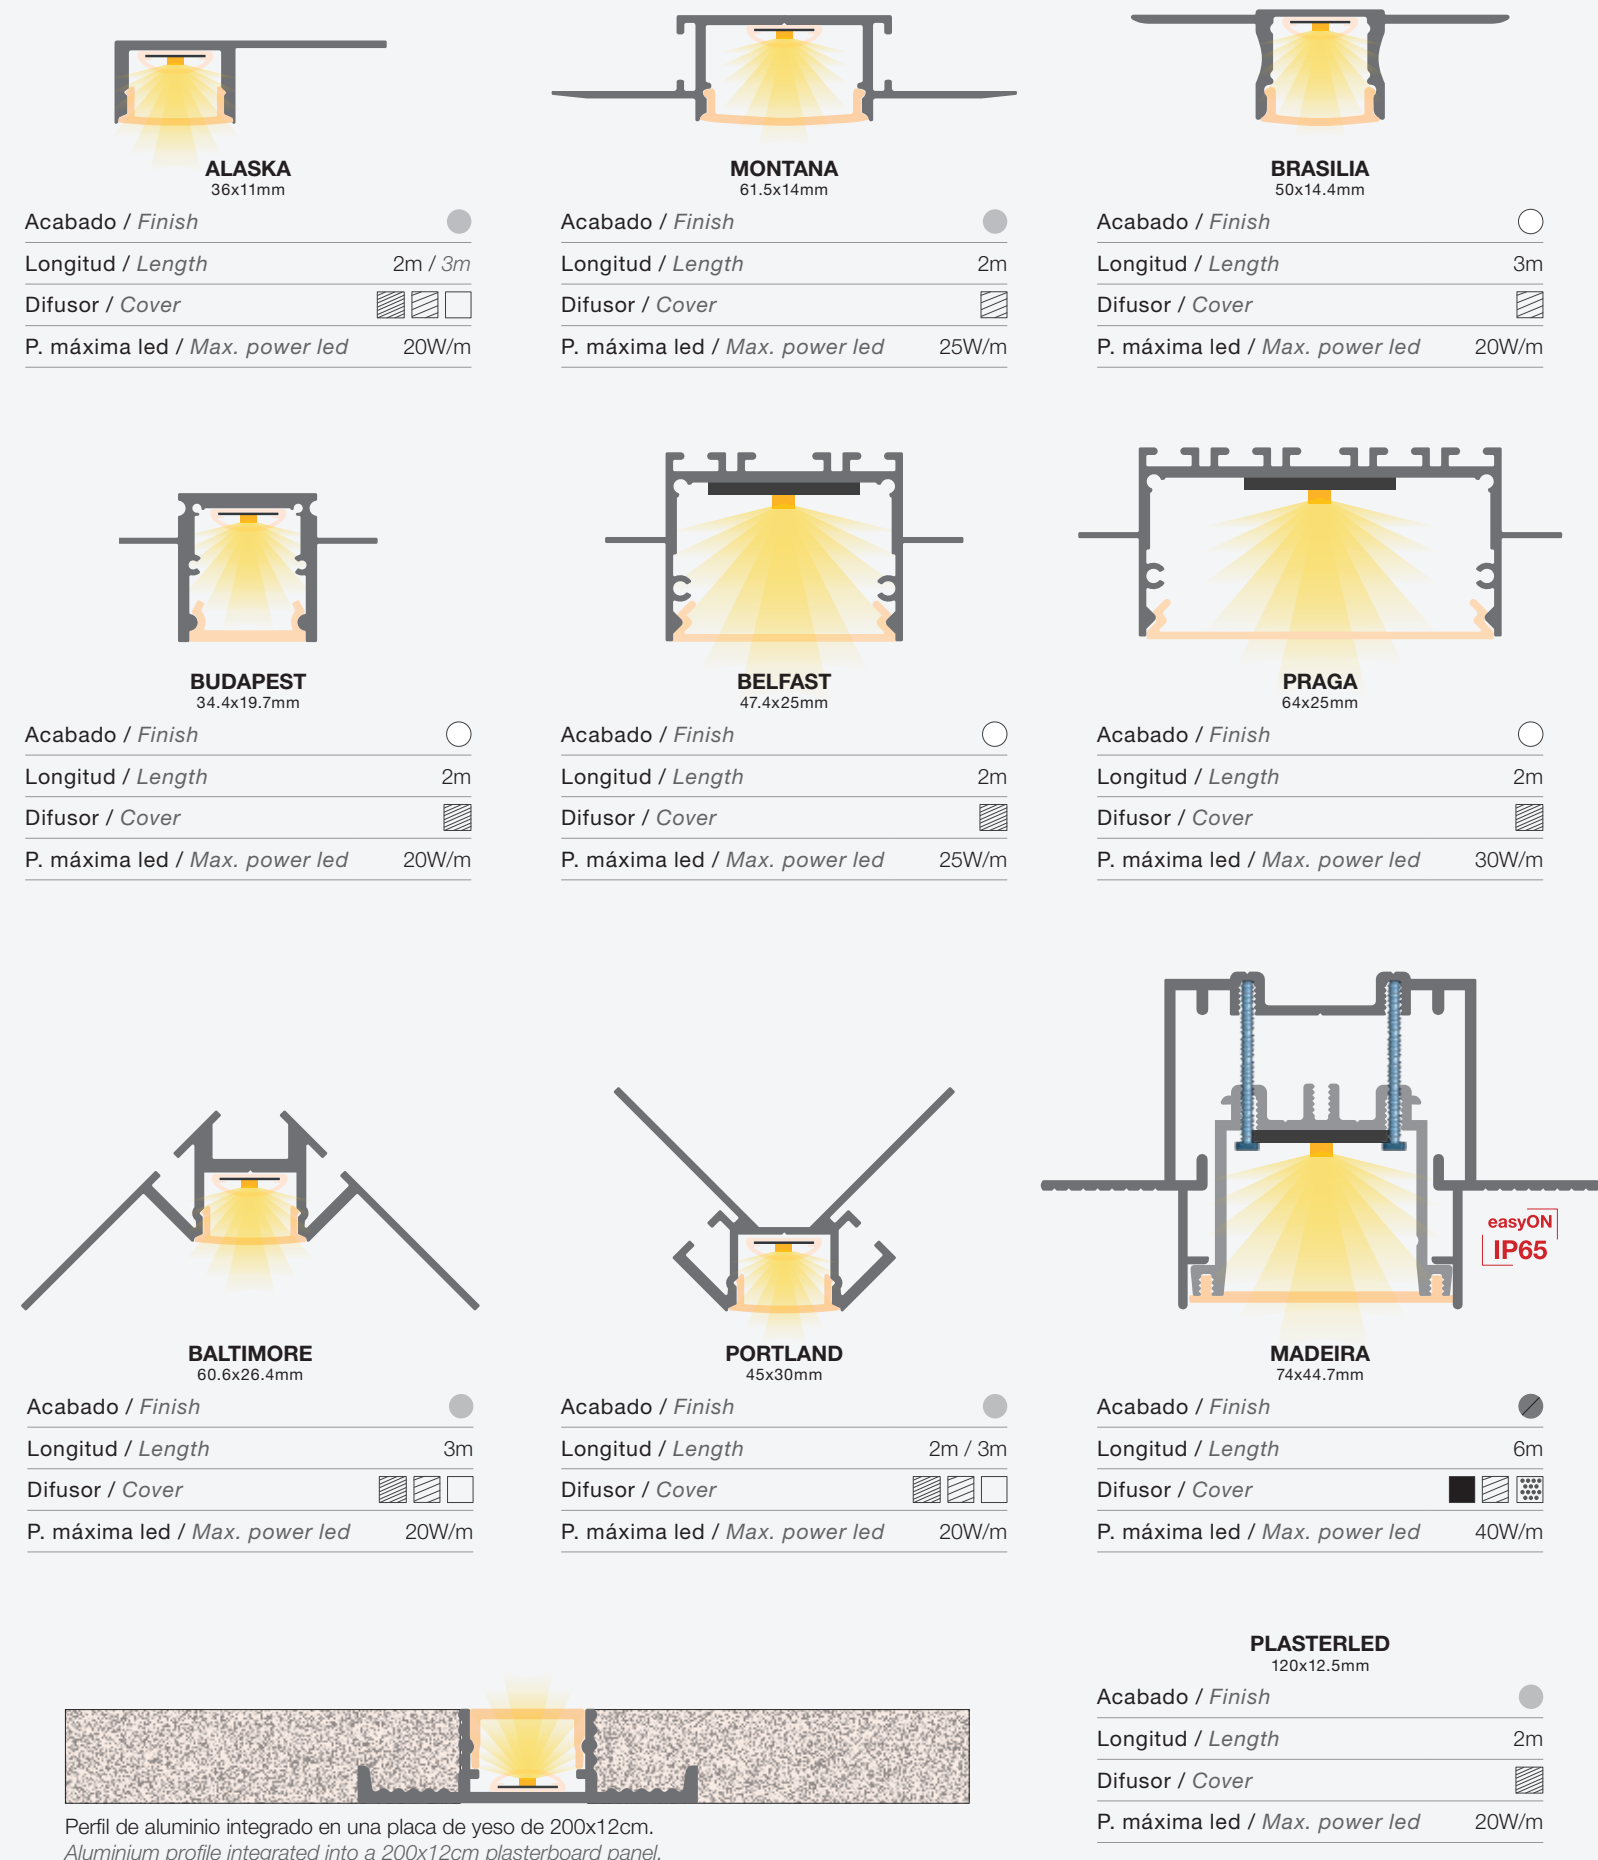 ALASKA
36x11mm
Acabado / Finish
Longitud / Length 2m / 3m
Difusor / Cover
P. máxima led / Max. power led 20W/m
MONTANA
61.5x14mm
Acabado / Finish
Longitud / Length 2m
Difusor / Cover
P. máxima led / Max. power led 25W/m
BRASILIA
50x14.4mm
Acabado / Finish
Longitud / Length 3m
Difusor / Cover
P. máxima led / Max. power led 20W/m
BUDAPEST
34.4x19.7mm
Acabado / Finish
Longitud / Length 2m
Difusor / Cover
P. máxima led / Max. power led 20W/m
BELFAST
47.4x25mm
Acabado / Finish
Longitud / Length 2m
Difusor / Cover
P. máxima led / Max. power led 25W/m
PRAGA
64x25mm
Acabado / Finish
Longitud / Length 2m
Difusor / Cover
P. máxima led / Max. power led 30W/m
BALTIMORE
60.6x26.4mm
Acabado / Finish
Longitud / Length 3m
Difusor / Cover
P. máxima led / Max. power led 20W/m
PORTLAND
45x30mm
Acabado / Finish
Longitud / Length 2m / 3m
Difusor / Cover
P. máxima led / Max. power led 20W/m
easyON
IP65
MADEIRA
74x44.7mm
Acabado / Finish
Longitud / Length 6m
Difusor / Cover
P. máxima led / Max. power led 40W/m
Perfil de aluminio integrado en una placa de yeso de 200x12cm.
Aluminium profile integrated into a 200x12cm plasterboard panel.
PLASTERLED
120x12.5mm
Acabado / Finish
Longitud / Length 2m
Difusor / Cover
P. máxima led / Max. power led 20W/m